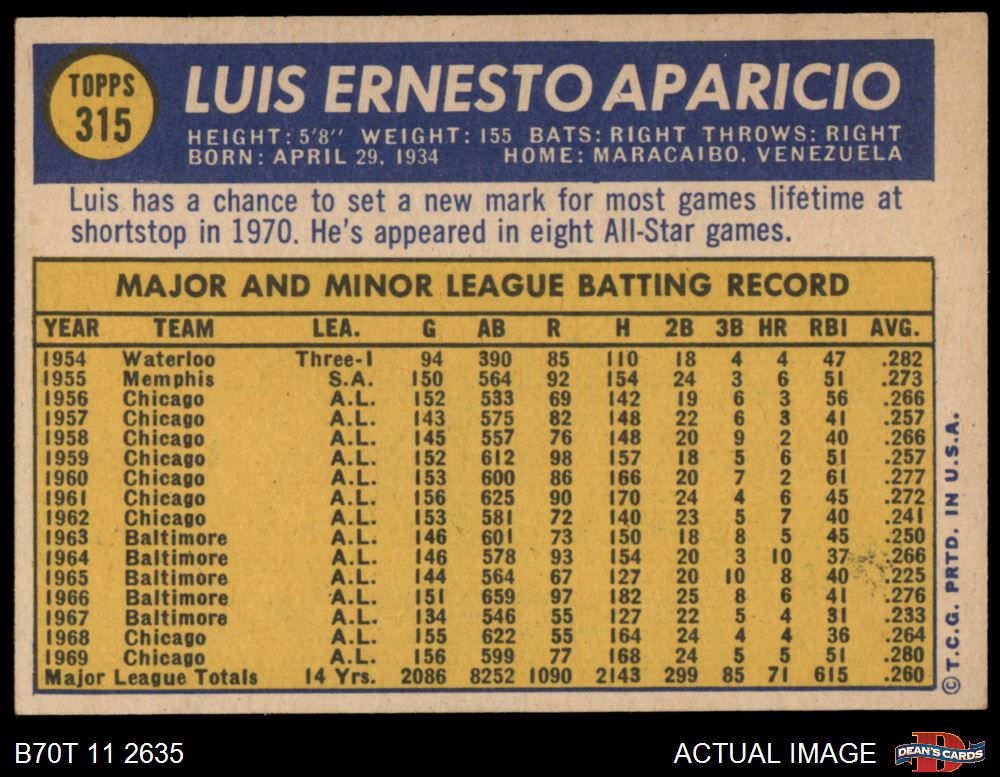 TOPPS
315
LUIS ERNESTO APARICIO
HEIGHT: 5'8" WEIGHT: 155 BATS: RIGHT THROWS: RIGHT
BORN: APRIL 29, 1934 HOME: MARACAIBO, VENEZUELA
Luis has a chance to set a new mark for most games lifetime at
shortstop in 1970. He's appeared in eight All-Star games.
MAJOR AND MINOR LEAGUE BATTING RECORD
YEAR TEAM LEA. G AB R H 2B 3B HR RBI AVG.
1954 Waterloo Three-I 94 390 85 110 18 4 4 47 .282
1955 Memphis S.A. 150 564 92 154 24 3 6 51 .273
1956 Chicago A.L. 152 533 69 142 19 6 3 56 .266
1957 Chicago A.L. 143 575 82 148 22 6 3 41 .257
1958 Chicago A.L. 145 557 76 148 20 9 2 40 .266
1959 Chicago A.L. 152 612 98 157 18 5 6 51 .257
1960 Chicago A.L. 153 600 86 166 20 7 2 61 .277
1961 Chicago A.L. 156 625 90 170 24 4 6 45 .272
1962 Chicago A.L. 153 581 72 140 23 5 7 40 .241
1963 Baltimore A.L. 146 601 73 150 18 8 5 45 .250
1964 Baltimore A.L. 146 578 93 154 20 3 10 37 .266
1965 Baltimore A.L. 144 564 67 127 20 10 8 40 .225
1966 Baltimore A.L. 151 659 97 182 25 8 6 41 .276
1967 Baltimore A.L. 134 546 55 127 22 5 4 31 .233
1968 Chicago A.L. 155 622 55 164 24 4 4 36 .264
1969 Chicago A.L. 156 599 77 168 24 5 5 51 .280
Major League Totals 14 Yrs. 2086 8252 1090 2143 299 85 71 615 .260
© T.C.G. PRTD. IN U.S.A.
B70T 11 2635
ACTUAL IMAGE
DEAN'S CARDS